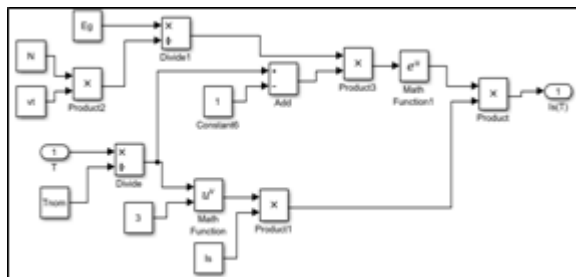 Eg
×
÷
Divide1
N
vt
×
Product2
+
−
Add
1
Constant6
×
Product3
e^u
Math
Function1
×
Product
1
Is(T)
1
T
Tnom
×
÷
Divide
3
u^v
Math
Function
Is
×
Product1